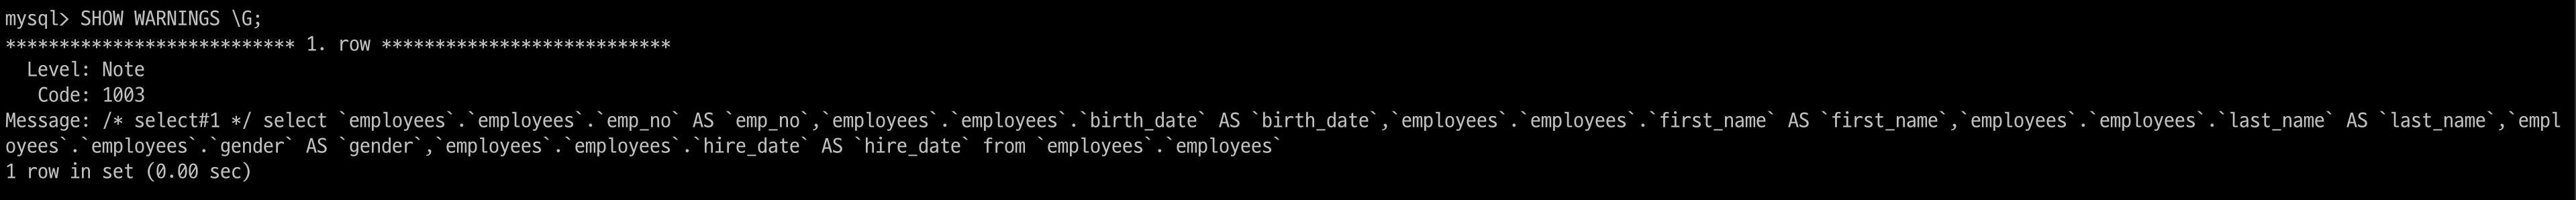 mysql> SHOW WARNINGS \G;
*************************** 1. row ***************************
  Level: Note
   Code: 1003
Message: /* select#1 */ select `employees`.`employees`.`emp_no` AS `emp_no`,`employees`.`employees`.`birth_date` AS `birth_date`,`employees`.`employees`.`first_name` AS `first_name`,`employees`.`employees`.`last_name` AS `last_name`,`empl
oyees`.`employees`.`gender` AS `gender`,`employees`.`employees`.`hire_date` AS `hire_date` from `employees`.`employees`
1 row in set (0.00 sec)